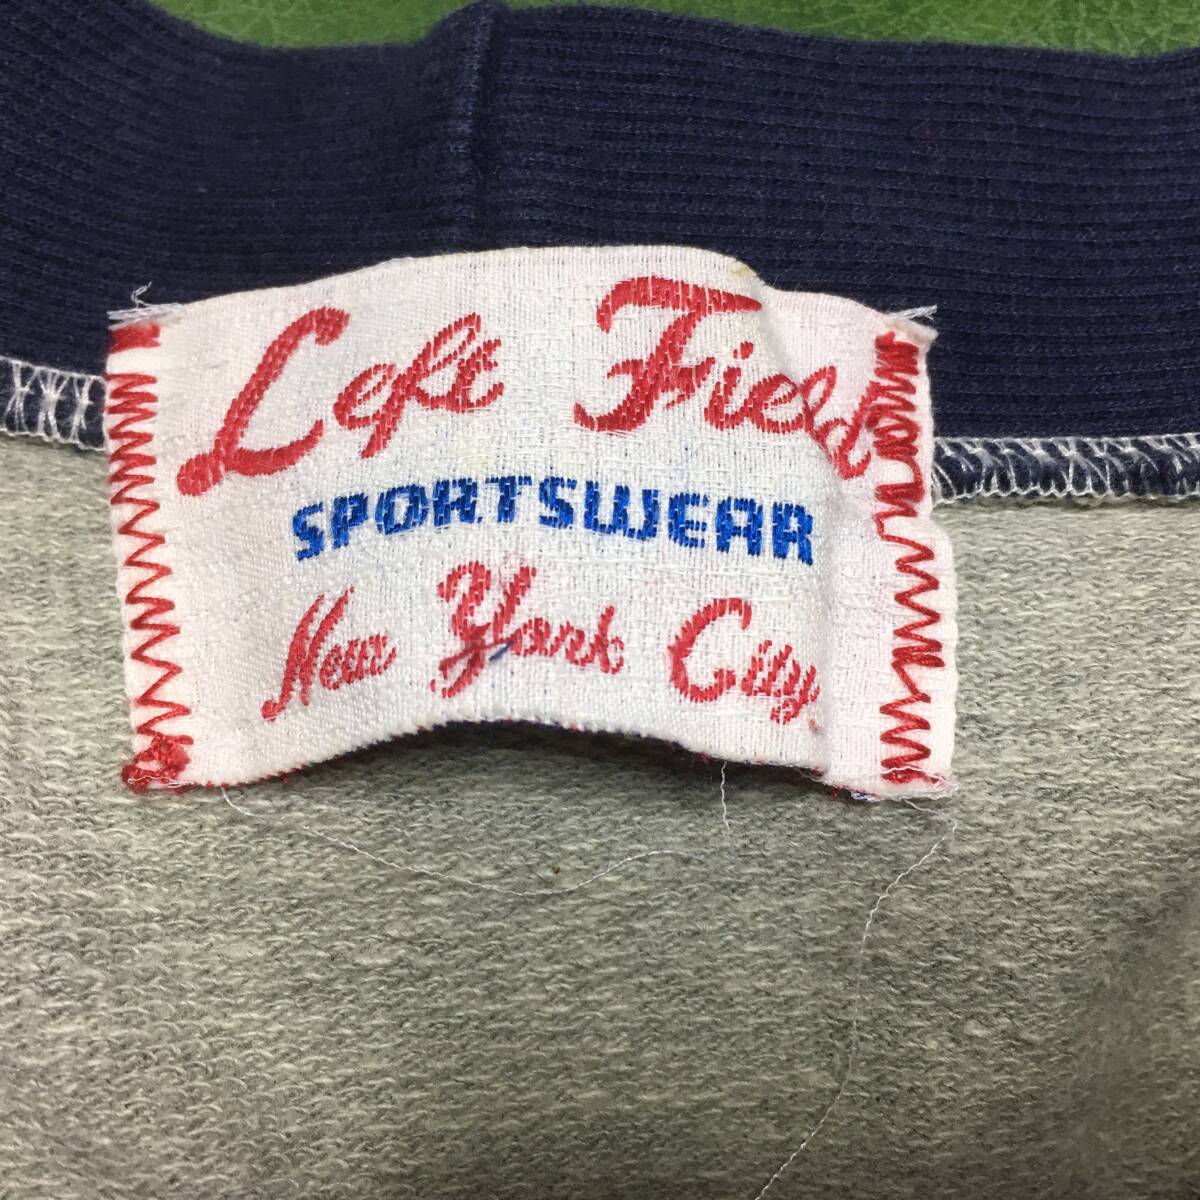 Left Field
SPORTSWEAR
New York City